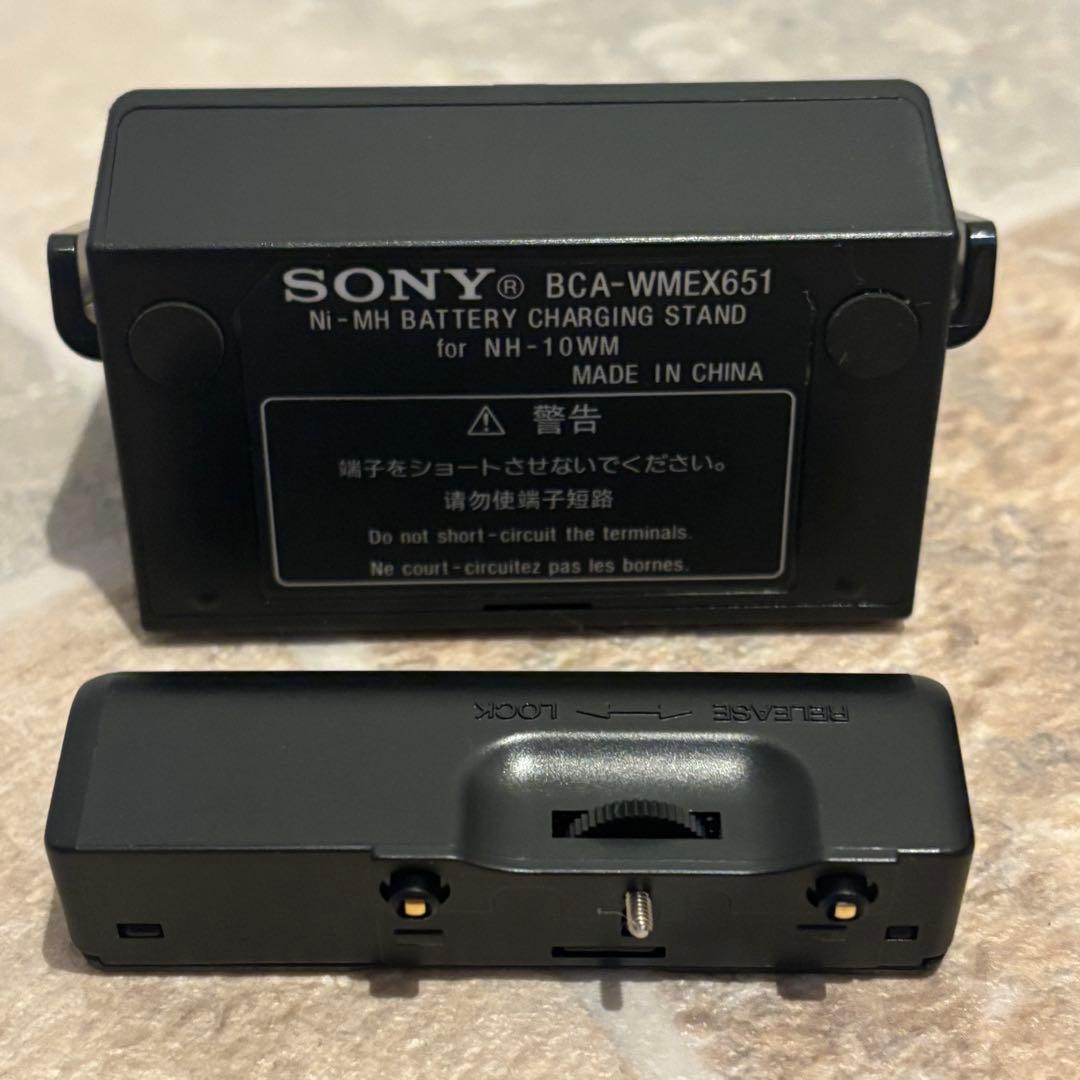 SONY® BCA-WMEX651
Ni-MH BATTERY CHARGING STAND
for NH-10WM
MADE IN CHINA
⚠ 警告
端子をショートさせないでください。
请勿使端子短路
Do not short-circuit the terminals.
Ne court-circuitez pas les bornes.
RELEASE ←→ LOCK